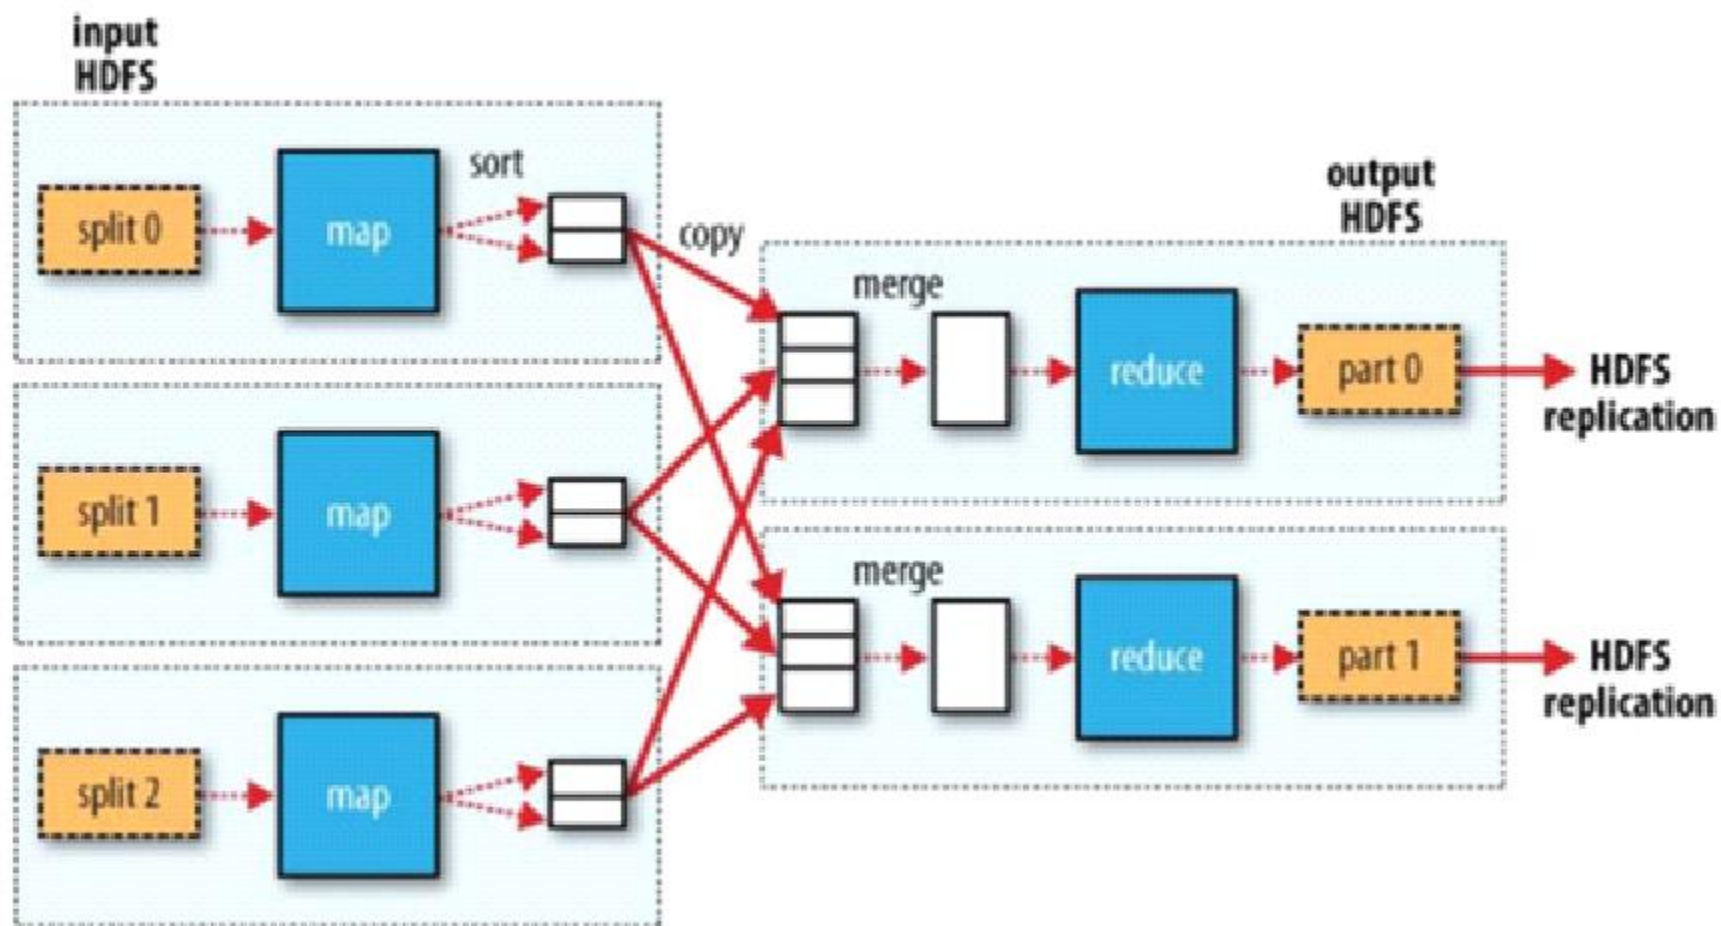 input
HDFS
split 0
map
sort
copy
split 1
map
split 2
map
output
HDFS
merge
reduce
part 0
HDFS
replication
merge
reduce
part 1
HDFS
replication